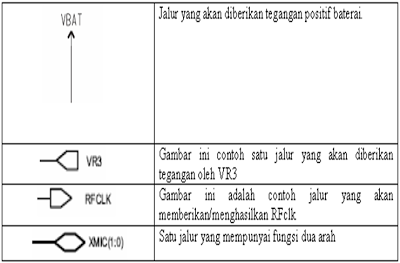 VBAT
Jalur yang akan diberikan tegangan positif baterai.
VR3
Gambar ini contoh satu jalur yang akan diberikan
tegangan oleh VR3
RFCLK
Gambar ini adalah contoh jalur yang akan
memberikan/menghasilkan RFclk
XMIC(1:0)
Satu jalur yang mempunyai fungsi dua arah